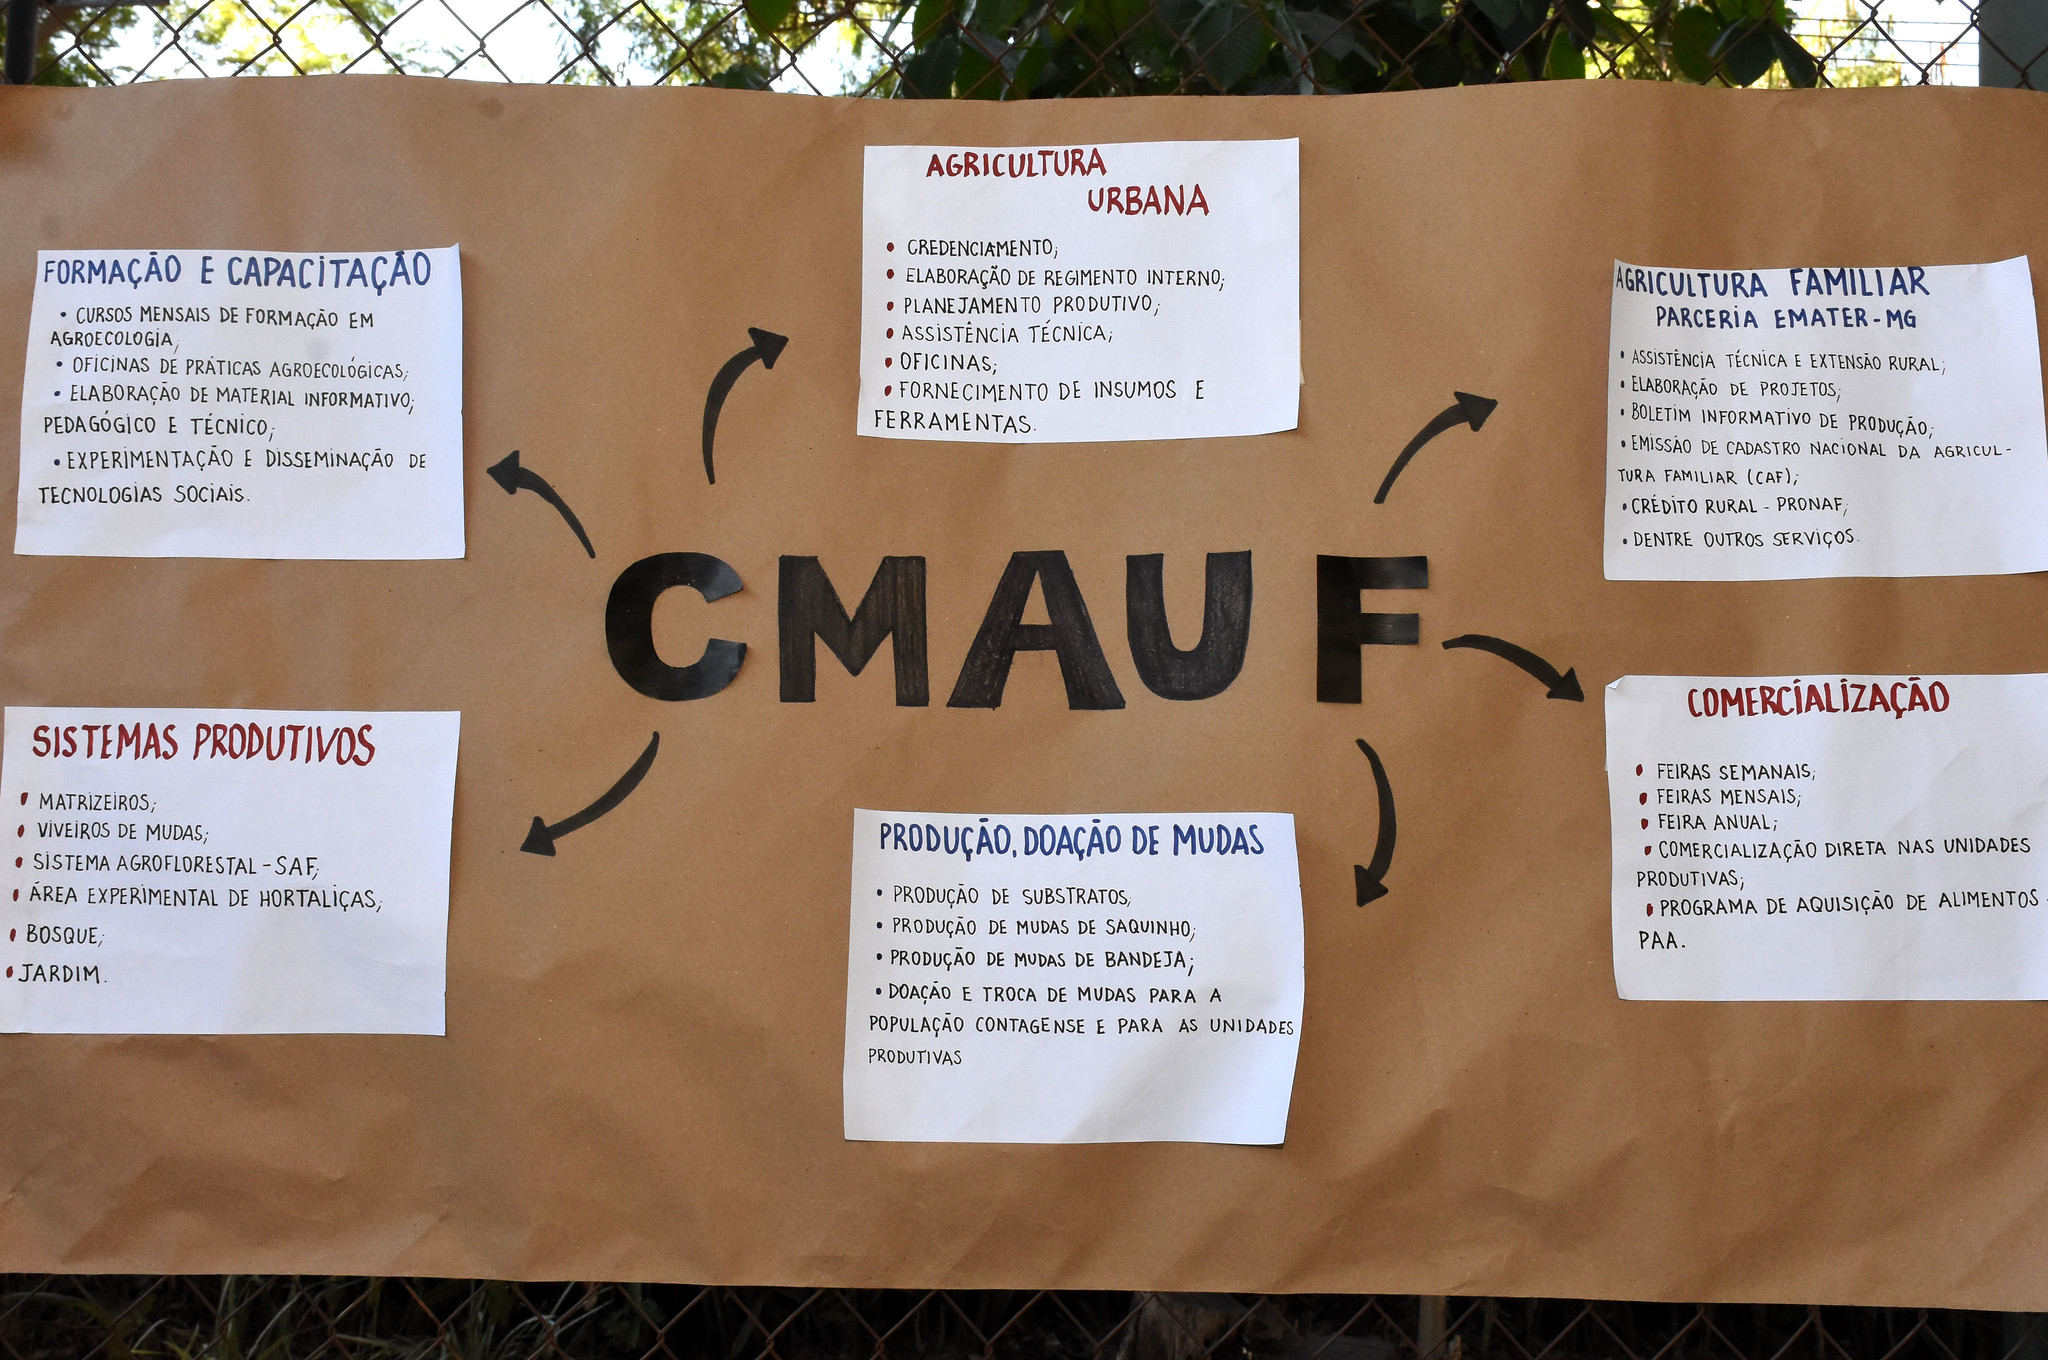 AGRICULTURA
URBANA
• CREDENCIAMENTO;
• ELABORAÇÃO DE REGIMENTO INTERNO;
• PLANEJAMENTO PRODUTIVO;
• ASSISTÊNCIA TÉCNICA;
• OFICINAS;
• FORNECIMENTO DE INSUMOS E
FERRAMENTAS.
FORMAÇÃO E CAPACITAÇÃO
• CURSOS MENSAIS DE FORMAÇÃO EM
AGROECOLOGIA;
• OFICINAS DE PRÁTICAS AGROECOLÓGICAS;
• ELABORAÇÃO DE MATERIAL INFORMATIVO;
PEDAGÓGICO E TÉCNICO;
• EXPERIMENTAÇÃO E DISSEMINAÇÃO DE
TECNOLOGIAS SOCIAIS.
AGRICULTURA FAMILIAR
PARCERIA EMATER-MG
• ASSISTÊNCIA TÉCNICA E EXTENSÃO RURAL;
• ELABORAÇÃO DE PROJETOS;
• BOLETIM INFORMATIVO DE PRODUÇÃO;
• EMISSÃO DE CADASTRO NACIONAL DA AGRICUL-
TURA FAMILIAR (CAF);
• CRÉDITO RURAL - PRONAF;
• DENTRE OUTROS SERVIÇOS.
CMAUF
SISTEMAS PRODUTIVOS
• MATRIZEIROS;
• VIVEIROS DE MUDAS;
• SISTEMA AGROFLORESTAL - SAF;
• ÁREA EXPERIMENTAL DE HORTALIÇAS;
• BOSQUE;
• JARDIM.
PRODUÇÃO, DOAÇÃO DE MUDAS
• PRODUÇÃO DE SUBSTRATOS;
• PRODUÇÃO DE MUDAS DE SAQUINHO;
• PRODUÇÃO DE MUDAS DE BANDEJA;
• DOAÇÃO E TROCA DE MUDAS PARA A
POPULAÇÃO CONTAGENSE E PARA AS UNIDADES
PRODUTIVAS
COMERCIALIZAÇÃO
• FEIRAS SEMANAIS;
• FEIRAS MENSAIS;
• FEIRA ANUAL;
• COMERCIALIZAÇÃO DIRETA NAS UNIDADES
PRODUTIVAS;
• PROGRAMA DE AQUISIÇÃO DE ALIMENTOS -
PAA.